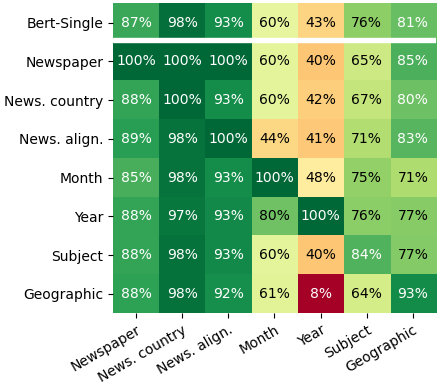 Bert-Single 87% 98% 93% 60% 43% 76% 81%
Newspaper 100% 100% 100% 60% 40% 65% 85%
News. country 88% 100% 93% 60% 42% 67% 80%
News. align. 89% 98% 100% 44% 41% 71% 83%
Month 85% 98% 93% 100% 48% 75% 71%
Year 88% 97% 93% 80% 100% 76% 77%
Subject 88% 98% 93% 60% 40% 84% 77%
Geographic 88% 98% 92% 61% 8% 64% 93%
Newspaper News. country News. align. Month Year Subject Geographic